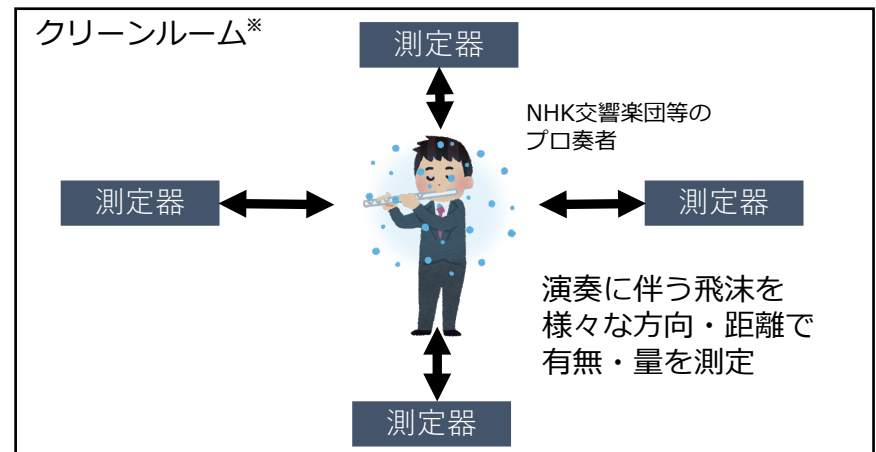 クリーンルーム※
測定器
NHK交響楽団等の
プロ奏者
測定器
測定器
演奏に伴う飛沫を
様々な方向・距離で
有無・量を測定
測定器